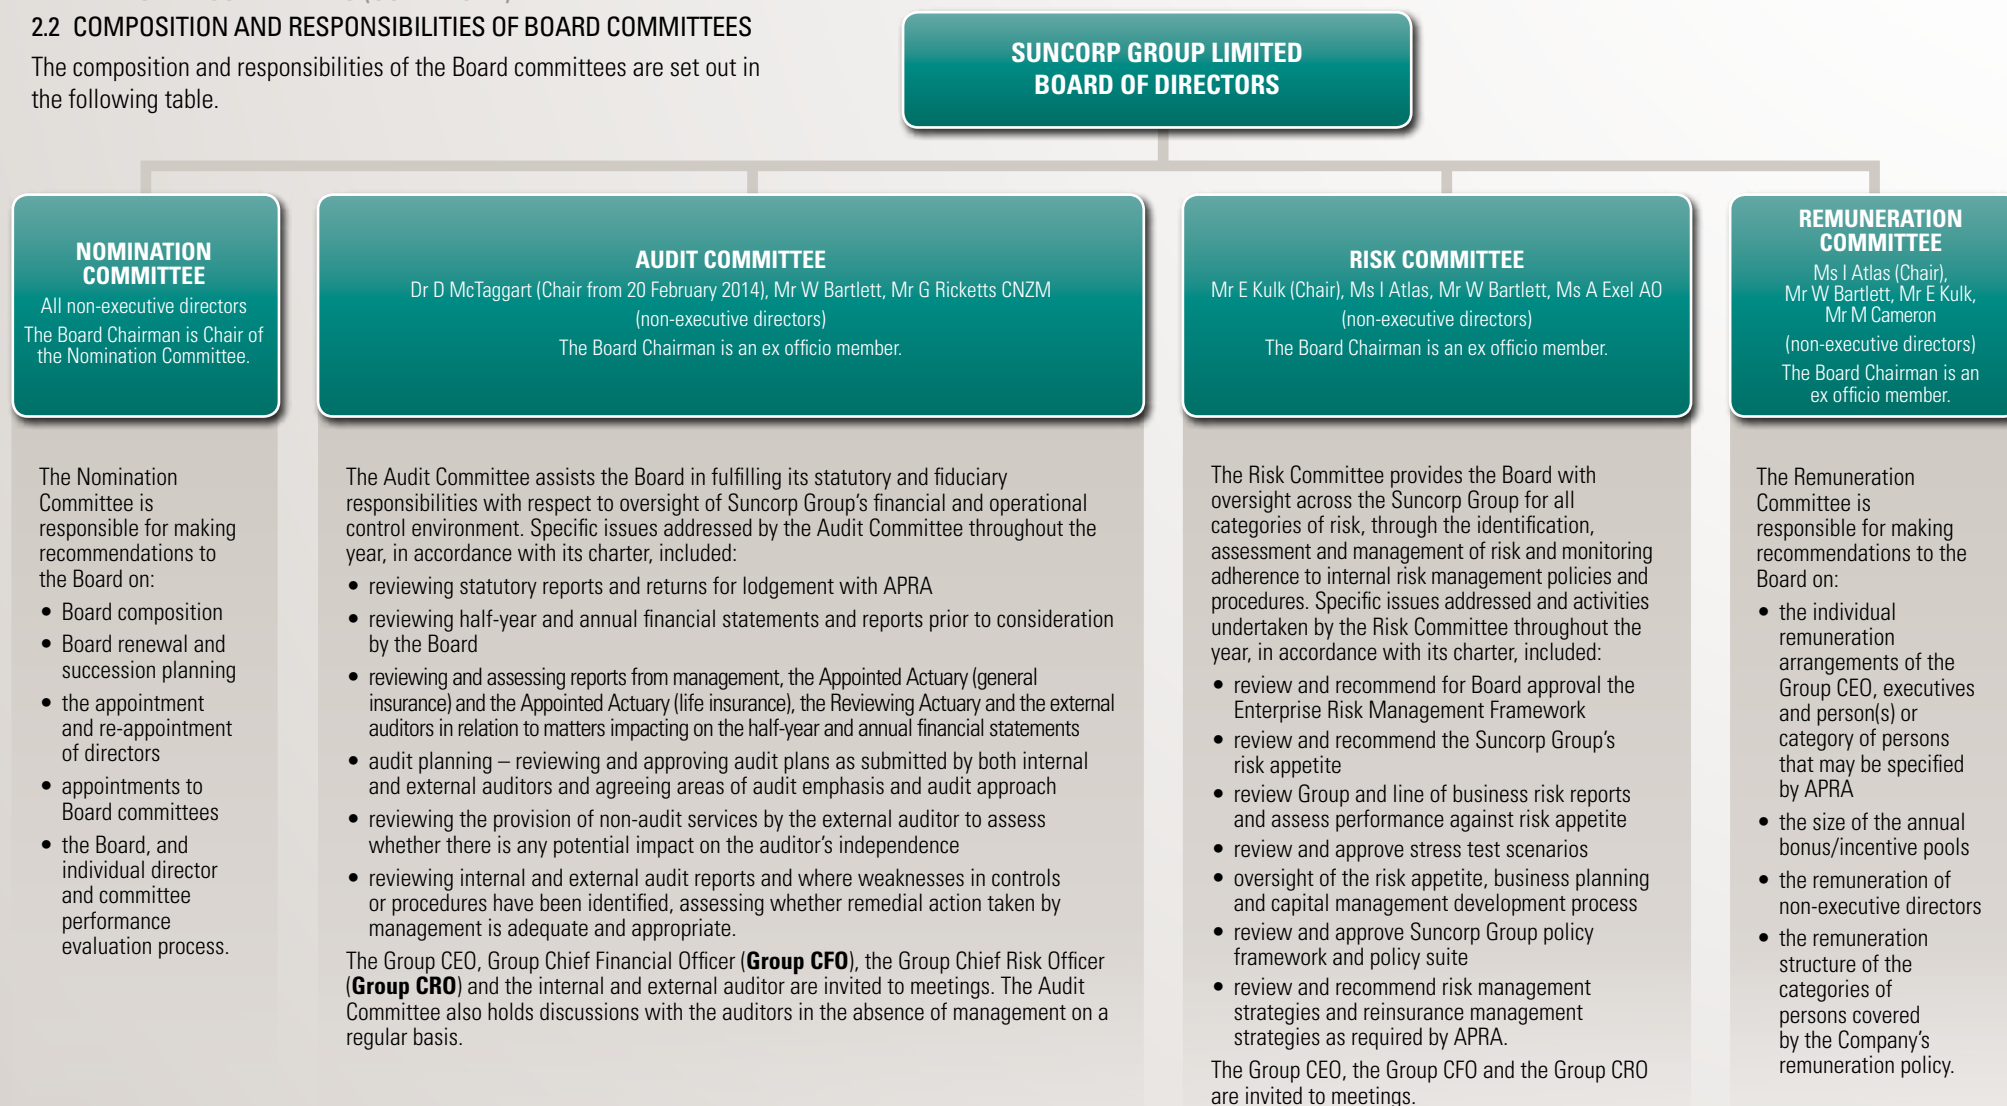 2.2 COMPOSITION AND RESPONSIBILITIES OF BOARD COMMITTEES
The composition and responsibilities of the Board committees are set out in
the following table.
SUNCORP GROUP LIMITED
BOARD OF DIRECTORS
NOMINATION
COMMITTEE
All non-executive directors
The Board Chairman is Chair of
the Nomination Committee.
The Nomination
Committee is
responsible for making
recommendations to
the Board on:
• Board composition
• Board renewal and
succession planning
• the appointment
and re-appointment
of directors
• appointments to
Board committees
• the Board, and
individual director
and committee
performance
evaluation process.
AUDIT COMMITTEE
Dr D McTaggart (Chair from 20 February 2014), Mr W Bartlett, Mr G Ricketts CNZM
(non-executive directors)
The Board Chairman is an ex officio member.
The Audit Committee assists the Board in fulfilling its statutory and fiduciary
responsibilities with respect to oversight of Suncorp Group's financial and operational
control environment. Specific issues addressed by the Audit Committee throughout the
year, in accordance with its charter, included:
• reviewing statutory reports and returns for lodgement with APRA
• reviewing half-year and annual financial statements and reports prior to consideration
by the Board
• reviewing and assessing reports from management, the Appointed Actuary (general
insurance) and the Appointed Actuary (life insurance), the Reviewing Actuary and the external
auditors in relation to matters impacting on the half-year and annual financial statements
• audit planning – reviewing and approving audit plans as submitted by both internal
and external auditors and agreeing areas of audit emphasis and audit approach
• reviewing the provision of non-audit services by the external auditor to assess
whether there is any potential impact on the auditor's independence
• reviewing internal and external audit reports and where weaknesses in controls
or procedures have been identified, assessing whether remedial action taken by
management is adequate and appropriate.
The Group CEO, Group Chief Financial Officer (Group CFO), the Group Chief Risk Officer
(Group CRO) and the internal and external auditor are invited to meetings. The Audit
Committee also holds discussions with the auditors in the absence of management on a
regular basis.
RISK COMMITTEE
Mr E Kulk (Chair), Ms I Atlas, Mr W Bartlett, Ms A Exel AO
(non-executive directors)
The Board Chairman is an ex officio member.
The Risk Committee provides the Board with
oversight across the Suncorp Group for all
categories of risk, through the identification,
assessment and management of risk and monitoring
adherence to internal risk management policies and
procedures. Specific issues addressed and activities
undertaken by the Risk Committee throughout the
year, in accordance with its charter, included:
• review and recommend for Board approval the
Enterprise Risk Management Framework
• review and recommend the Suncorp Group's
risk appetite
• review Group and line of business risk reports
and assess performance against risk appetite
• review and approve stress test scenarios
• oversight of the risk appetite, business planning
and capital management development process
• review and approve Suncorp Group policy
framework and policy suite
• review and recommend risk management
strategies and reinsurance management
strategies as required by APRA.
The Group CEO, the Group CFO and the Group CRO
are invited to meetings.
REMUNERATION
COMMITTEE
Ms I Atlas (Chair),
Mr W Bartlett, Mr E Kulk,
Mr M Cameron
(non-executive directors)
The Board Chairman is an
ex officio member.
The Remuneration
Committee is
responsible for making
recommendations to the
Board on:
• the individual
remuneration
arrangements of the
Group CEO, executives
and person(s) or
category of persons
that may be specified
by APRA
• the size of the annual
bonus/incentive pools
• the remuneration of
non-executive directors
• the remuneration
structure of the
categories of
persons covered
by the Company's
remuneration policy.